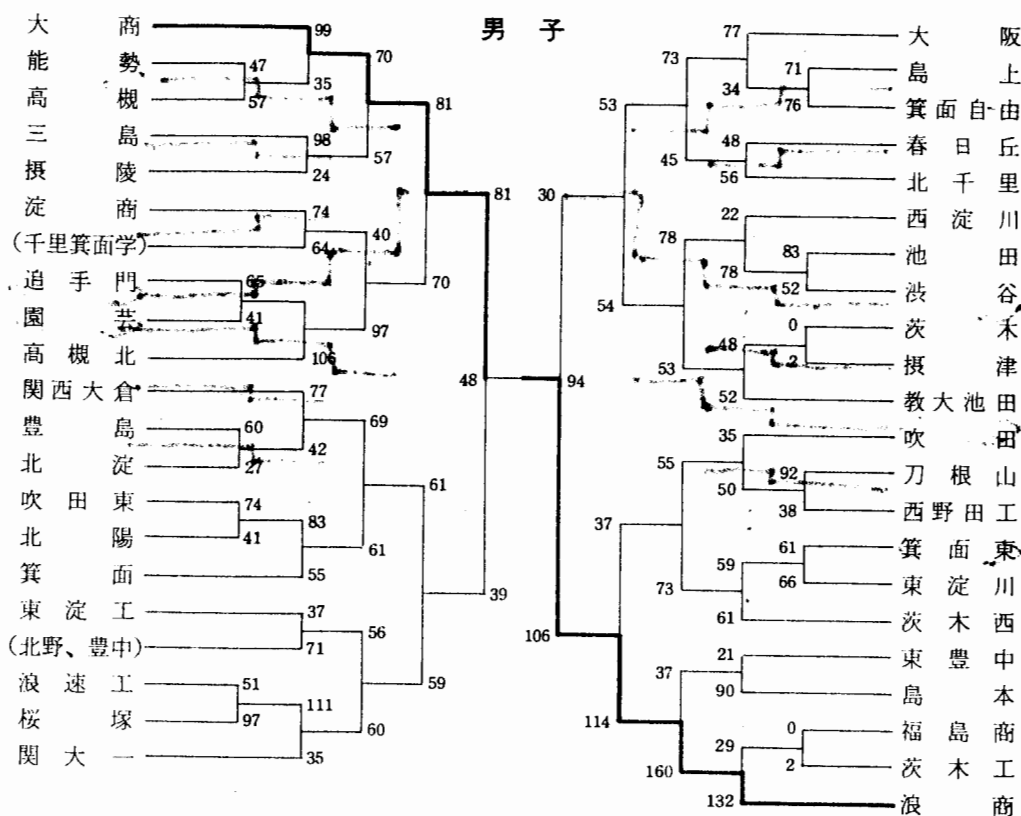 男子
大商
能勢
高槻
三島
摂陵
淀商
(千里箕面学)
追手門
園芸
高槻北
関西大倉
豊島
北淀
吹田東
北陽
箕面
東淀工
(北野、豊中)
浪速工
桜塚
関大一
99
47
57
35
98
24
70
57
74
64
65
41
106
40
97
81
70
77
60
27
42
74
41
83
55
69
61
37
71
51
97
111
35
56
60
61
59
81
39
48
94
30
106
53
54
73
45
77
34
71
76
48
56
78
53
22
78
83
52
48
52
0
2
37
114
55
73
35
50
92
38
59
61
61
66
37
160
21
90
29
132
0
2
大阪
島上
箕面自由
春日丘
北千里
西淀川
池田
渋谷
茨木
摂津
教大池田
吹田
刀根山
西野田工
箕面東
東淀川
茨木西
東豊中
島本
福島商
茨木工
浪商